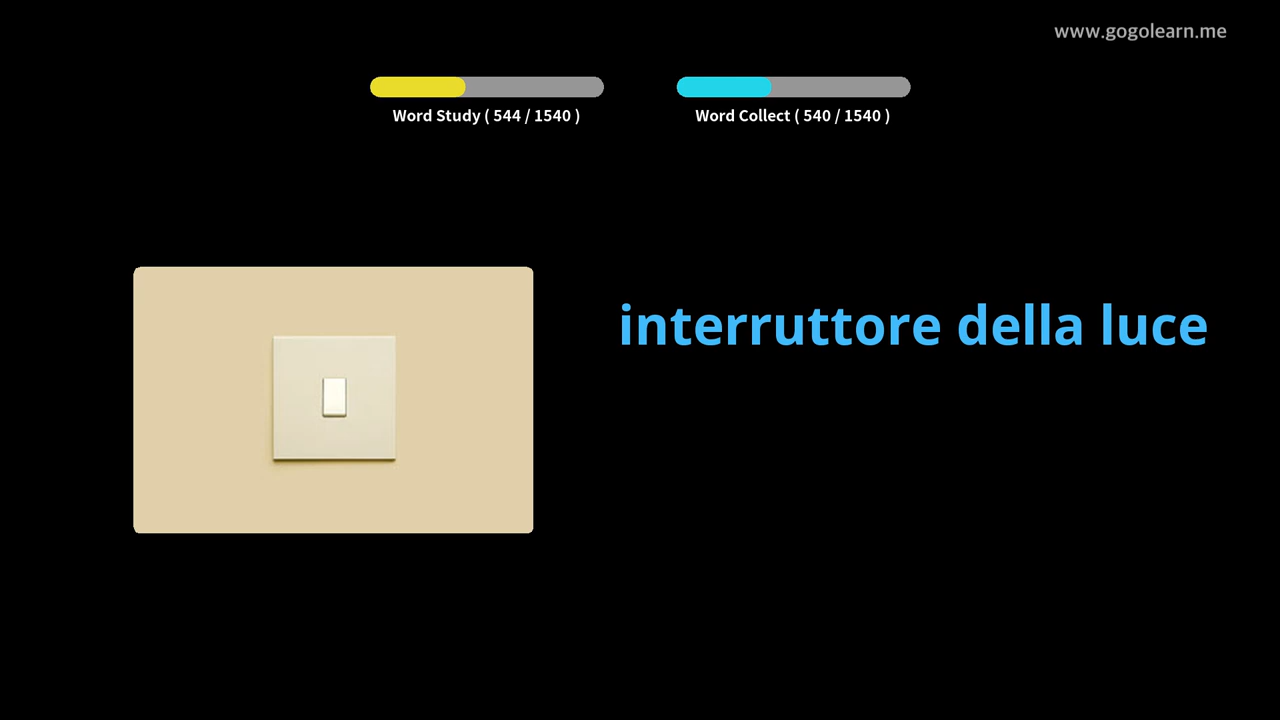 www.gogolearn.me
Word Study ( 544 / 1540 )
Word Collect ( 540 / 1540 )
interruttore della luce